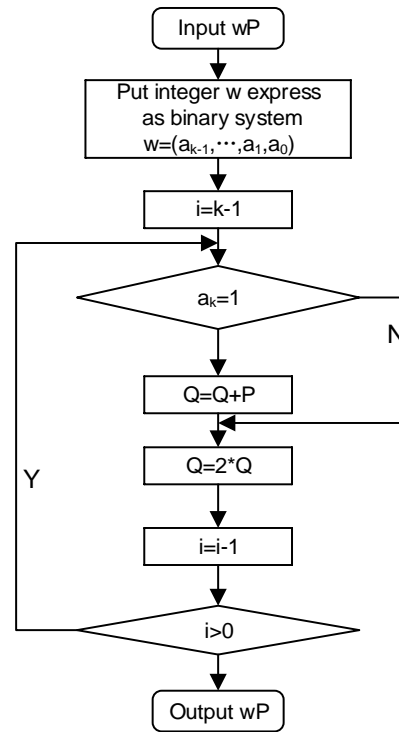 Input wP
Put integer w express
as binary system
w=(aₖ₋₁,⋯,a₁,a₀)
i=k-1
aₖ=1
N
Q=Q+P
Q=2*Q
Y
i=i-1
i>0
Output wP